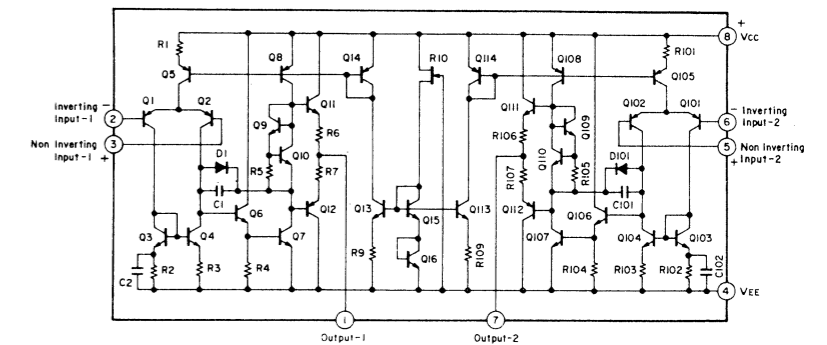 +
8 VCC
R1
Q8
Q14
R10
Q114
Q108
R101
Q5
Q105
Q11
Q111
Inverting −
Input-1
2
Q1
Q2
Q9
R6
R106
Q109
Q102
Q101
− Inverting
6 Input-2
3
Non Inverting
Input-1
+
D1
R5
Q10
R7
R107
Q110
R105
D101
5
Non Inverting
+ Input-2
C1
C101
Q6
Q12
Q13
Q15
Q113
Q112
Q106
Q3
Q4
Q7
Q107
Q104
Q103
Q16
C2
R2
R3
R4
R9
R109
R104
R103
R102
C102
4 VEE
−
1
7
Output-1
Output-2